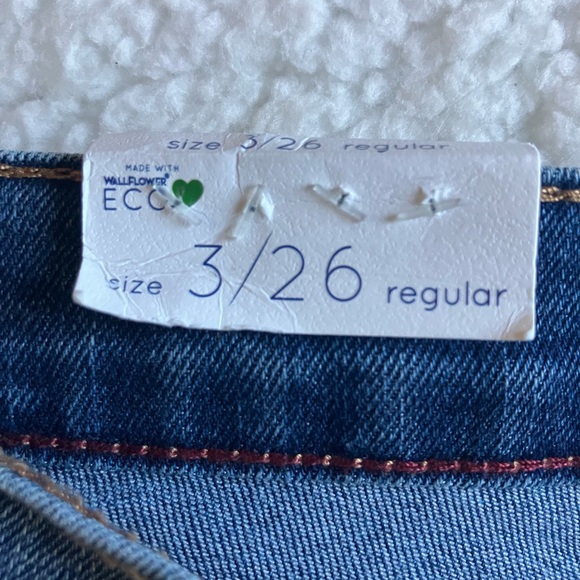 size 3/26 regular
MADE WITH
WALLFLOWER®
ECO
size 3/26 regular